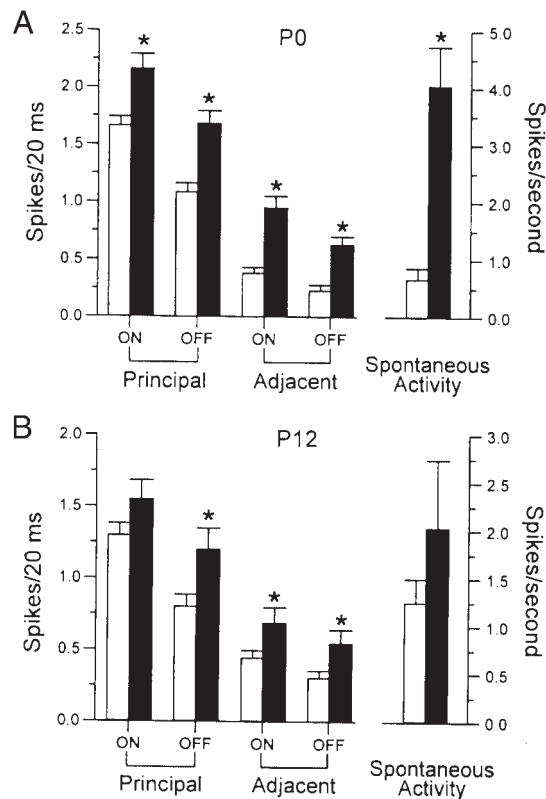 A
P0
2.5
2.0
1.5
1.0
0.5
0.0
Spikes/20 ms
* * * * *
5.0
4.0
3.0
2.0
1.0
0.0
Spikes/second
ON OFF ON OFF
Principal Adjacent
Spontaneous
Activity
B
P12
2.0
1.5
1.0
0.5
0.0
Spikes/20 ms
* * *
3.0
2.5
2.0
1.5
1.0
0.5
0.0
Spikes/second
ON OFF ON OFF
Principal Adjacent
Spontaneous
Activity